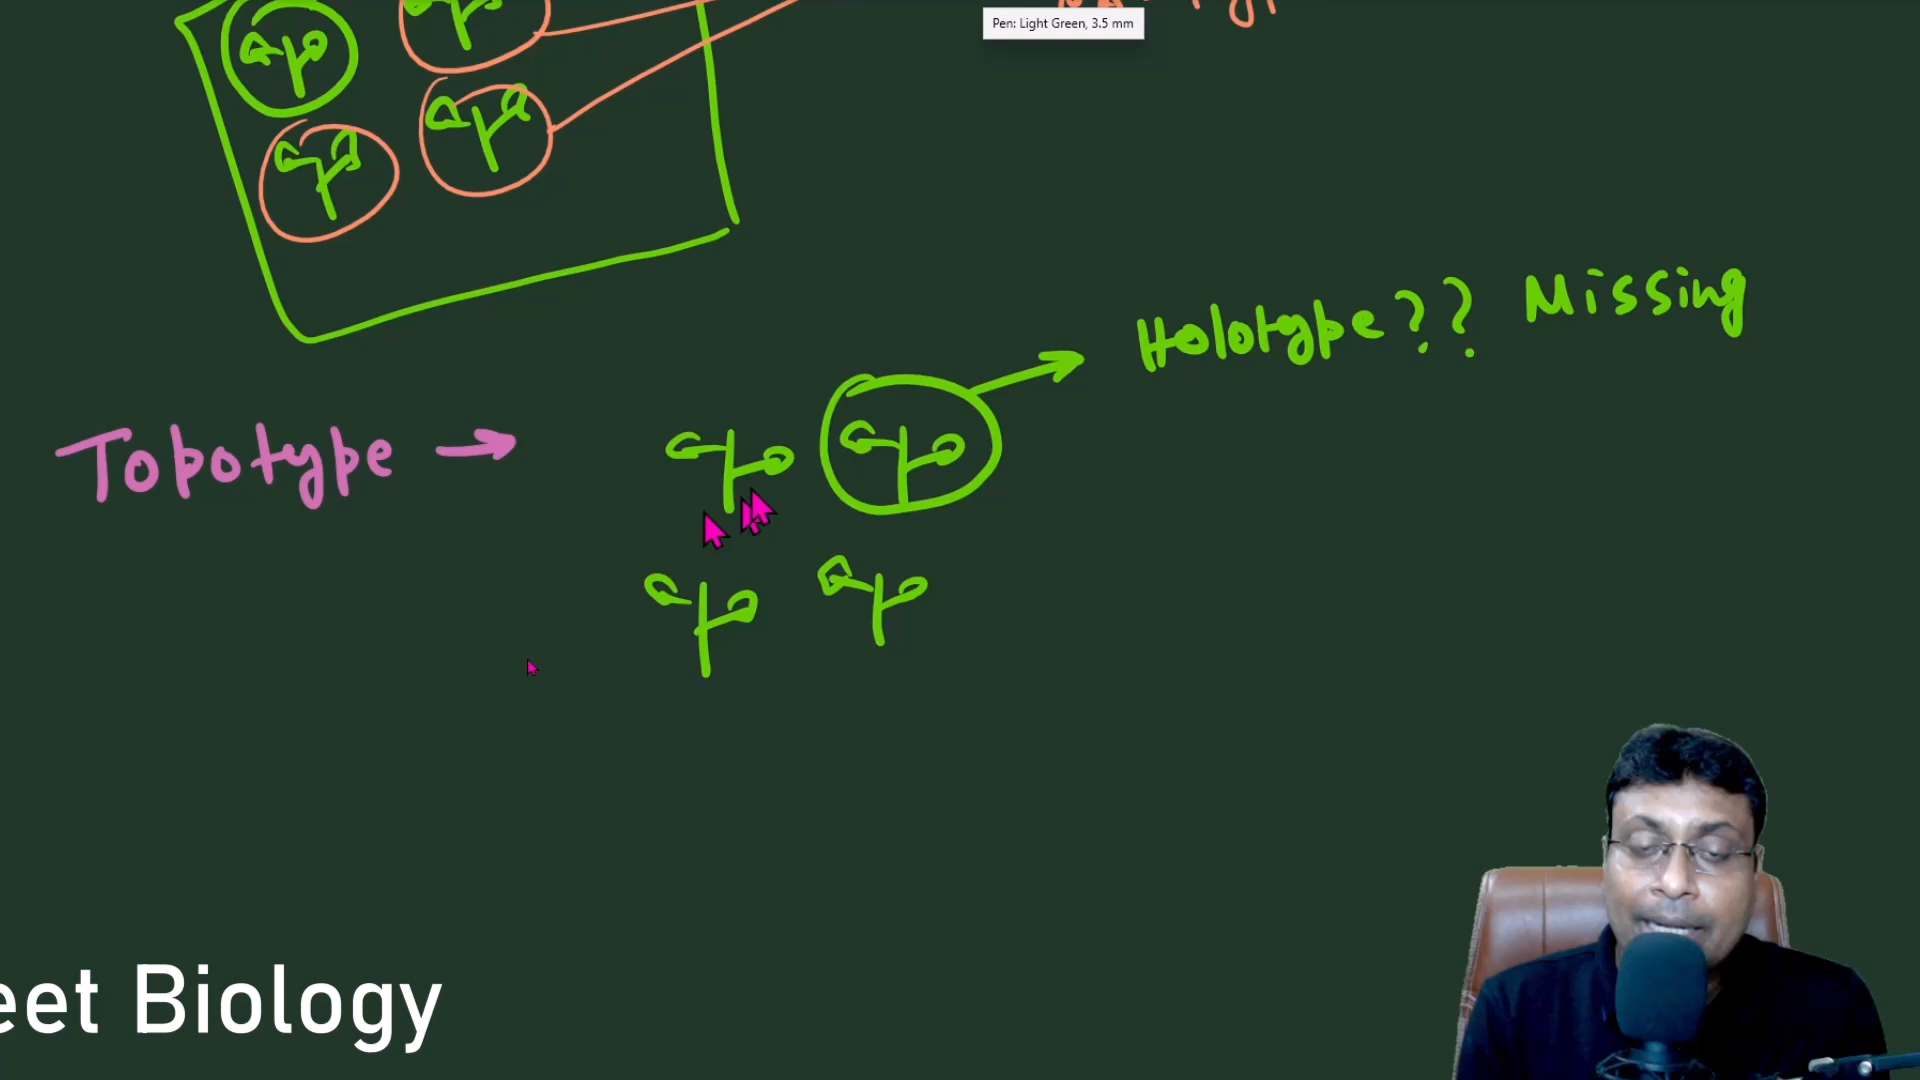 Pen: Light Green, 3.5 mm
Holotype?? Missing
Topotype →
eet Biology